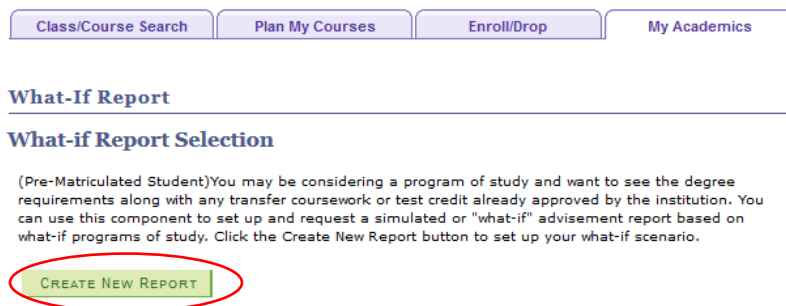 Class/Course Search Plan My Courses Enroll/Drop My Academics
What-If Report
What-if Report Selection
(Pre-Matriculated Student)You may be considering a program of study and want to see the degree
requirements along with any transfer coursework or test credit already approved by the institution. You
can use this component to set up and request a simulated or "what-if" advisement report based on
what-if programs of study. Click the Create New Report button to set up your what-if scenario.
CREATE NEW REPORT